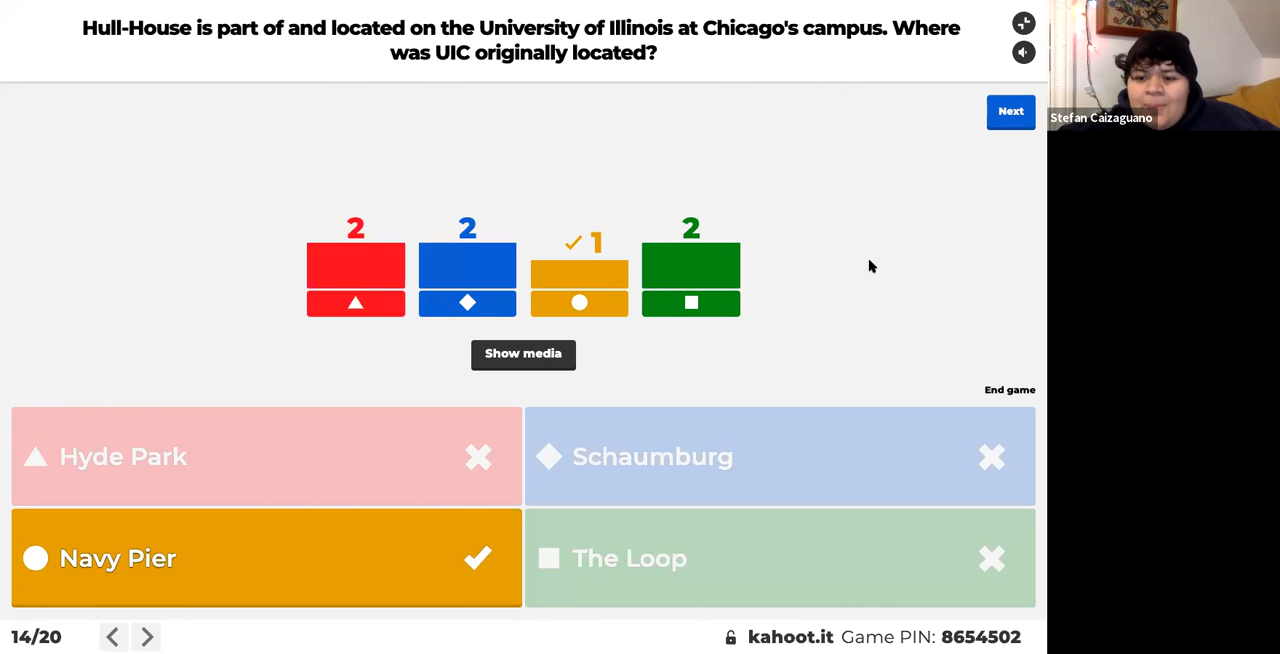 Hull-House is part of and located on the University of Illinois at Chicago's campus. Where
was UIC originally located?
Next
Stefan Caizaguano
2 2 1 2
Show media
End game
Hyde Park
Schaumburg
Navy Pier
The Loop
14/20
kahoot.it Game PIN: 8654502